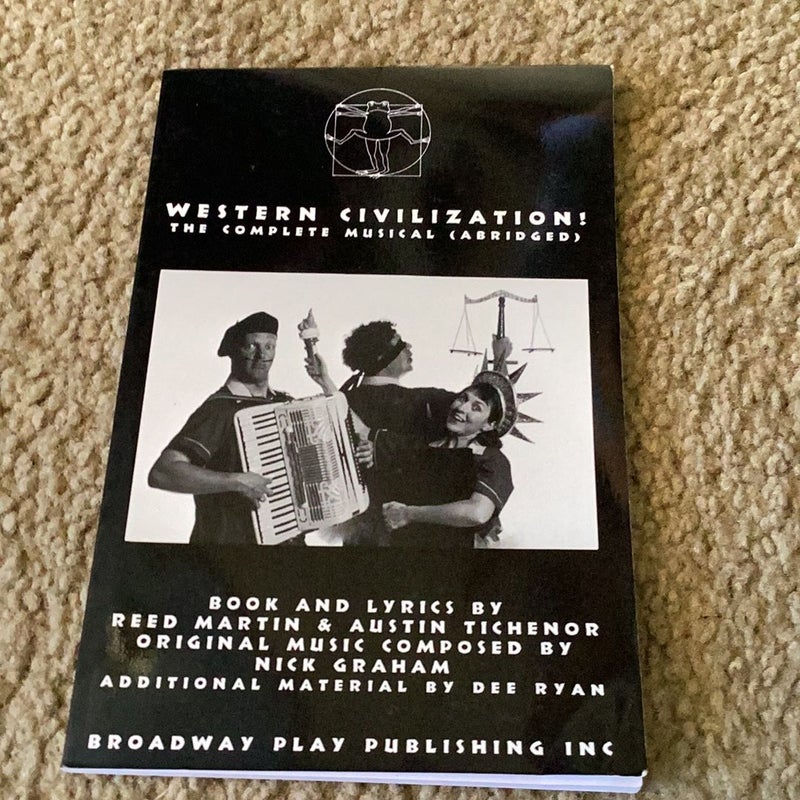 WESTERN CIVILIZATION!
THE COMPLETE MUSICAL (ABRIDGED)
BOOK AND LYRICS BY
REED MARTIN & AUSTIN TICHENOR
ORIGINAL MUSIC COMPOSED BY
NICK GRAHAM
ADDITIONAL MATERIAL BY DEE RYAN
BROADWAY PLAY PUBLISHING INC